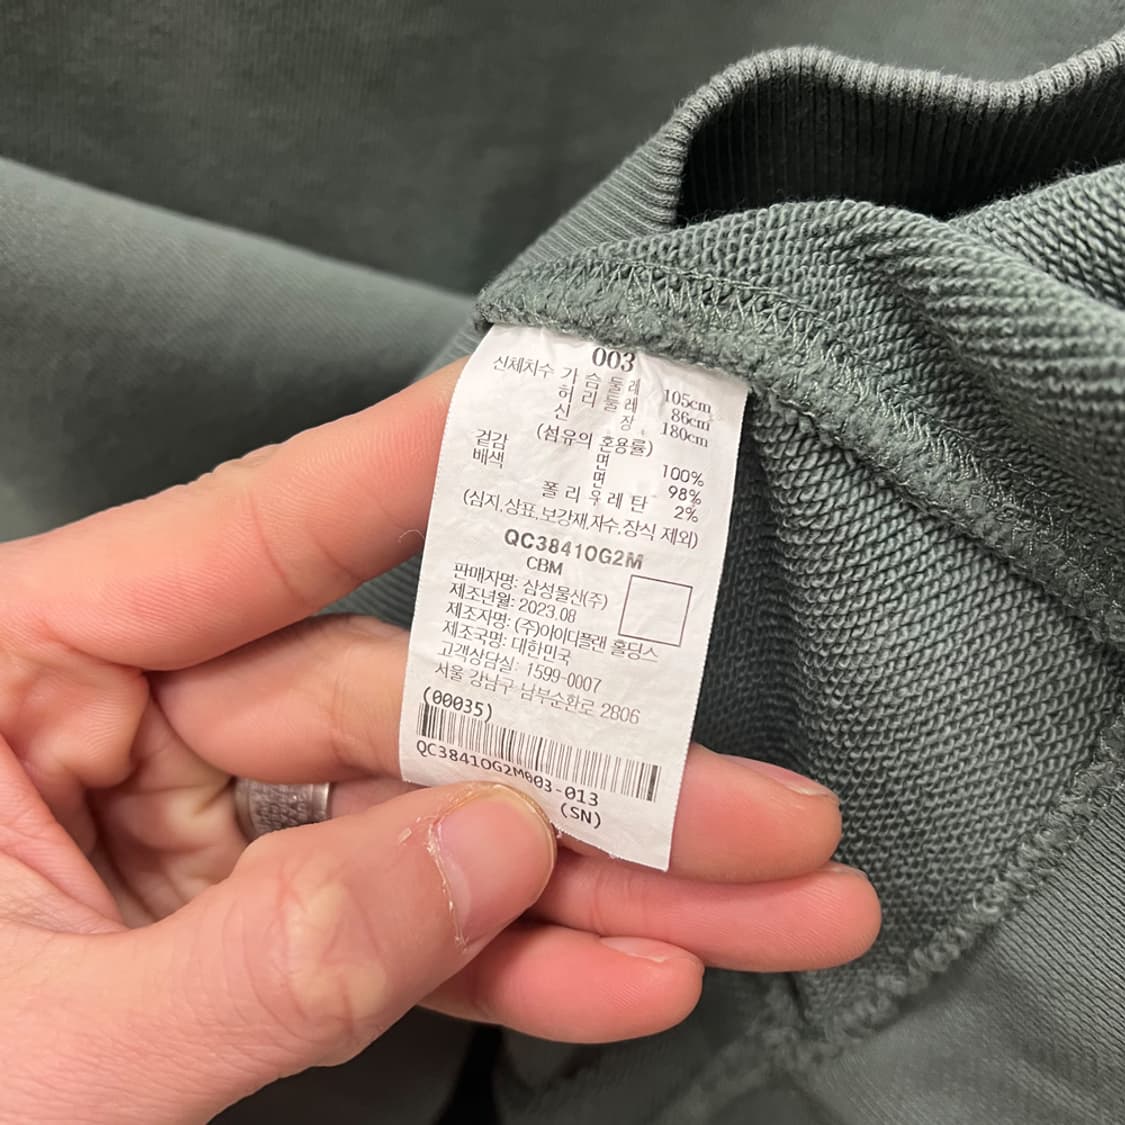 003
신체치수 가 슴 둘 레 105cm
허 리 둘 레 86cm
신 장 180cm
(섬유의 혼용률)
겉감 면 100%
배색 면 98%
폴 리 우 레 탄 2%
(심지,상표,보강재,자수,장식 제외)
QC3841OG2M
CBM
판매자명: 삼성물산(주)
제조년월: 2023.08
제조자명: (주)아이디플랜 홀딩스
제조국명: 대한민국
고객상담실: 1599-0007
서울 강남구 남부순환로 2806
(00035)
QC3841OG2M003-013
(SN)